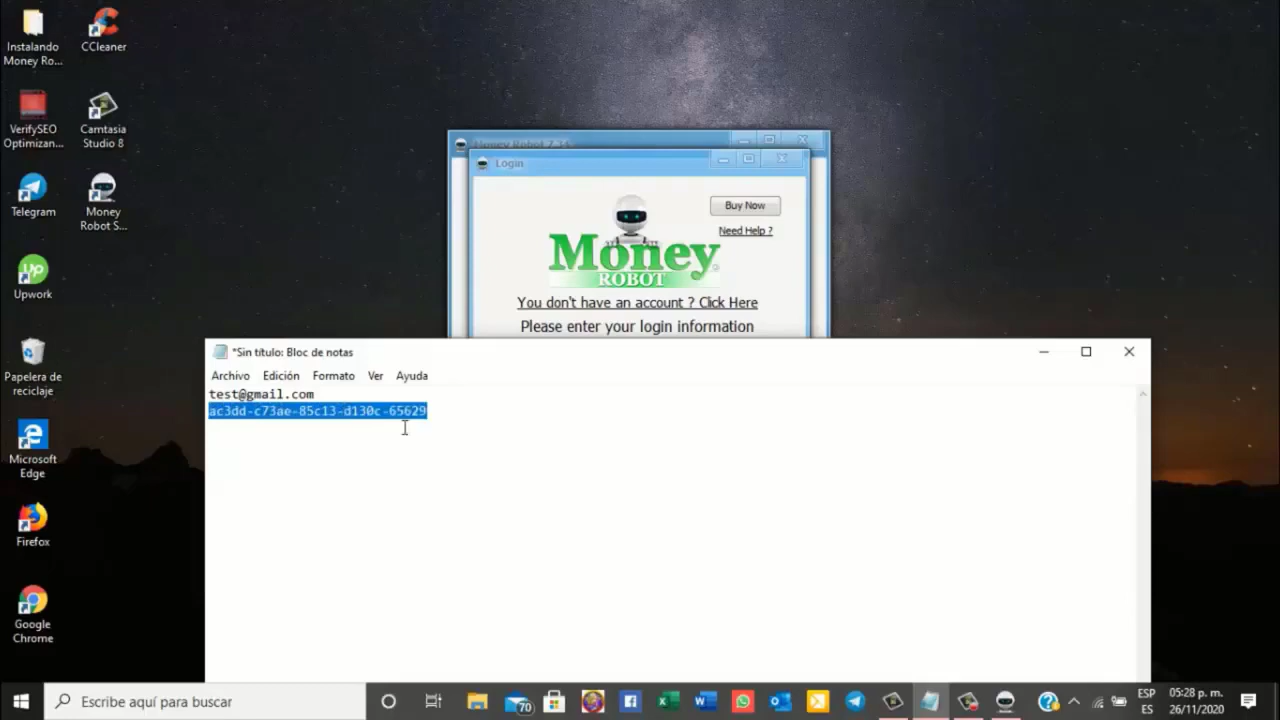 Instalando
Money Ro...
CCleaner
VerifySEO
Optimizan...
Camtasia
Studio 8
Telegram
Money
Robot S...
Upwork
Papelera de
reciclaje
Microsoft
Edge
Firefox
Google
Chrome
Login
Buy Now
Need Help ?
Money
ROBOT
You don't have an account ? Click Here
Please enter your login information
*Sin título: Bloc de notas
Archivo Edición Formato Ver Ayuda
test@gmail.com
ac3dd-c73ae-85c13-d130c-65629
Escribe aquí para buscar
70
ESP
ES
05:28 p. m.
26/11/2020